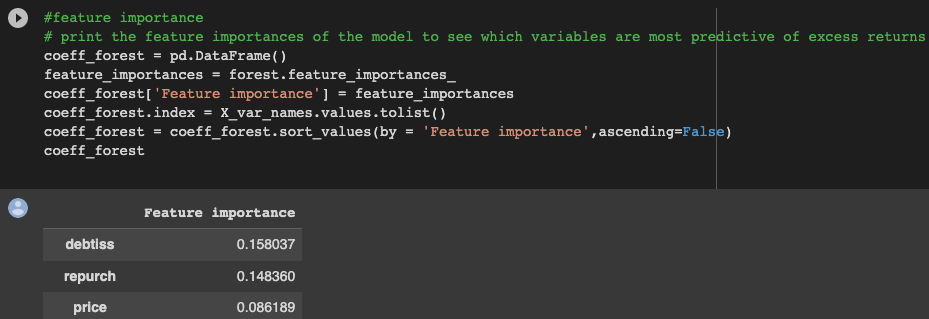 #feature importance
# print the feature importances of the model to see which variables are most predictive of excess returns
coeff_forest = pd.DataFrame()
feature_importances = forest.feature_importances_
coeff_forest['Feature importance'] = feature_importances
coeff_forest.index = X_var_names.values.tolist()
coeff_forest = coeff_forest.sort_values(by = 'Feature importance',ascending=False)
coeff_forest
Feature importance
debtiss 0.158037
repurch 0.148360
price 0.086189